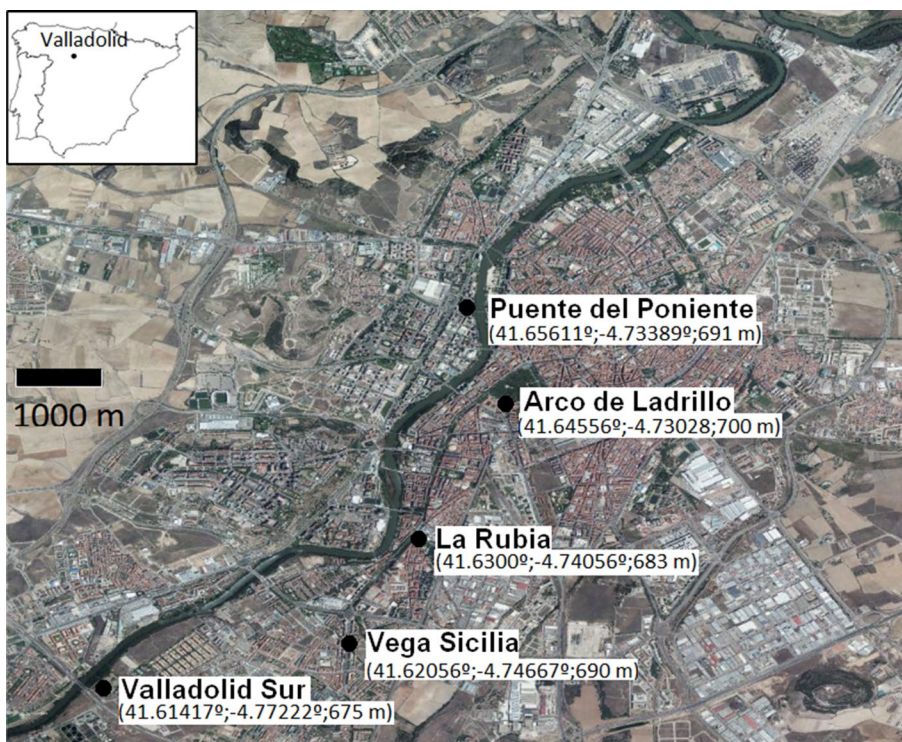 Valladolid
Puente del Poniente
(41.65611º;-4.73389º;691 m)
Arco de Ladrillo
(41.64556º;-4.73028;700 m)
1000 m
La Rubia
(41.6300º;-4.74056º;683 m)
Vega Sicilia
(41.62056º;-4.74667º;690 m)
Valladolid Sur
(41.61417º;-4.77222º;675 m)